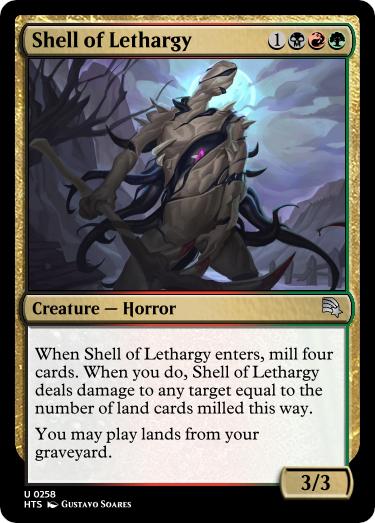 Shell of Lethargy 1
Creature — Horror
When Shell of Lethargy enters, mill four
cards. When you do, Shell of Lethargy
deals damage to any target equal to the
number of land cards milled this way.
You may play lands from your
graveyard.
3/3
U 0258
HTS Gustavo Soares